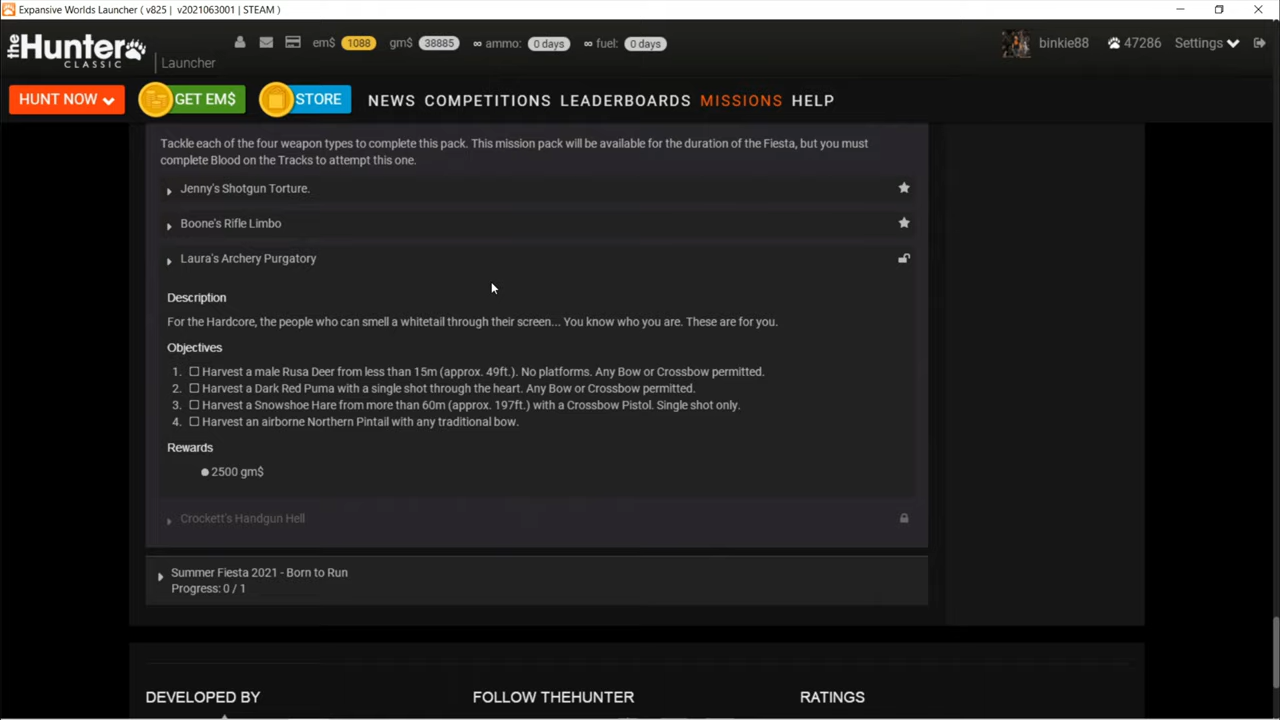 Expansive Worlds Launcher ( v825 | v2021063001 | STEAM )
theHunter CLASSIC
Launcher
em$ 1088 gm$ 38885 ∞ ammo: 0 days ∞ fuel: 0 days
binkie88 47286 Settings
HUNT NOW GET EM$ STORE NEWS COMPETITIONS LEADERBOARDS MISSIONS HELP
Tackle each of the four weapon types to complete this pack. This mission pack will be available for the duration of the Fiesta, but you must
complete Blood on the Tracks to attempt this one.
Jenny's Shotgun Torture.
Boone's Rifle Limbo
Laura's Archery Purgatory
Description
For the Hardcore, the people who can smell a whitetail through their screen... You know who you are. These are for you.
Objectives
1. Harvest a male Rusa Deer from less than 15m (approx. 49ft.). No platforms. Any Bow or Crossbow permitted.
2. Harvest a Dark Red Puma with a single shot through the heart. Any Bow or Crossbow permitted.
3. Harvest a Snowshoe Hare from more than 60m (approx. 197ft.) with a Crossbow Pistol. Single shot only.
4. Harvest an airborne Northern Pintail with any traditional bow.
Rewards
2500 gm$
Crockett's Handgun Hell
Summer Fiesta 2021 - Born to Run
Progress: 0 / 1
DEVELOPED BY FOLLOW THEHUNTER RATINGS